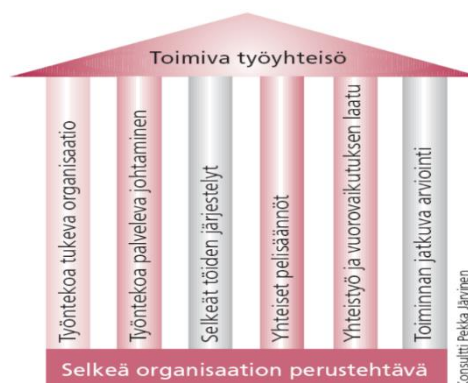 Toimiva työyhteisö
Työntekoa tukeva organisaatio
Työntekoa palveleva johtaminen
Selkeät töiden järjestelyt
Yhteiset pelisäännöt
Yhteistyö ja vuorovaikutuksen laatu
Toiminnan jatkuva arviointi
Selkeä organisaation perustehtävä
Konsultti Pekka Järvinen